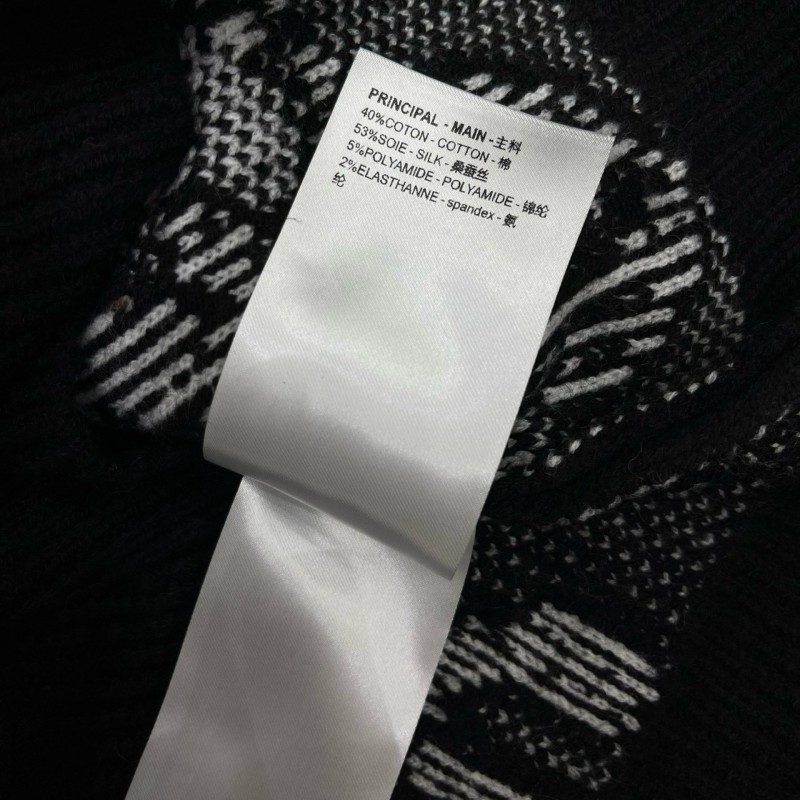 PRINCIPAL - MAIN -主料
40%COTON - COTTON - 棉
53%SOIE - SILK - 桑蚕丝
5%POLYAMIDE - POLYAMIDE - 锦纶
2%ELASTHANNE - spandex - 氨
纶